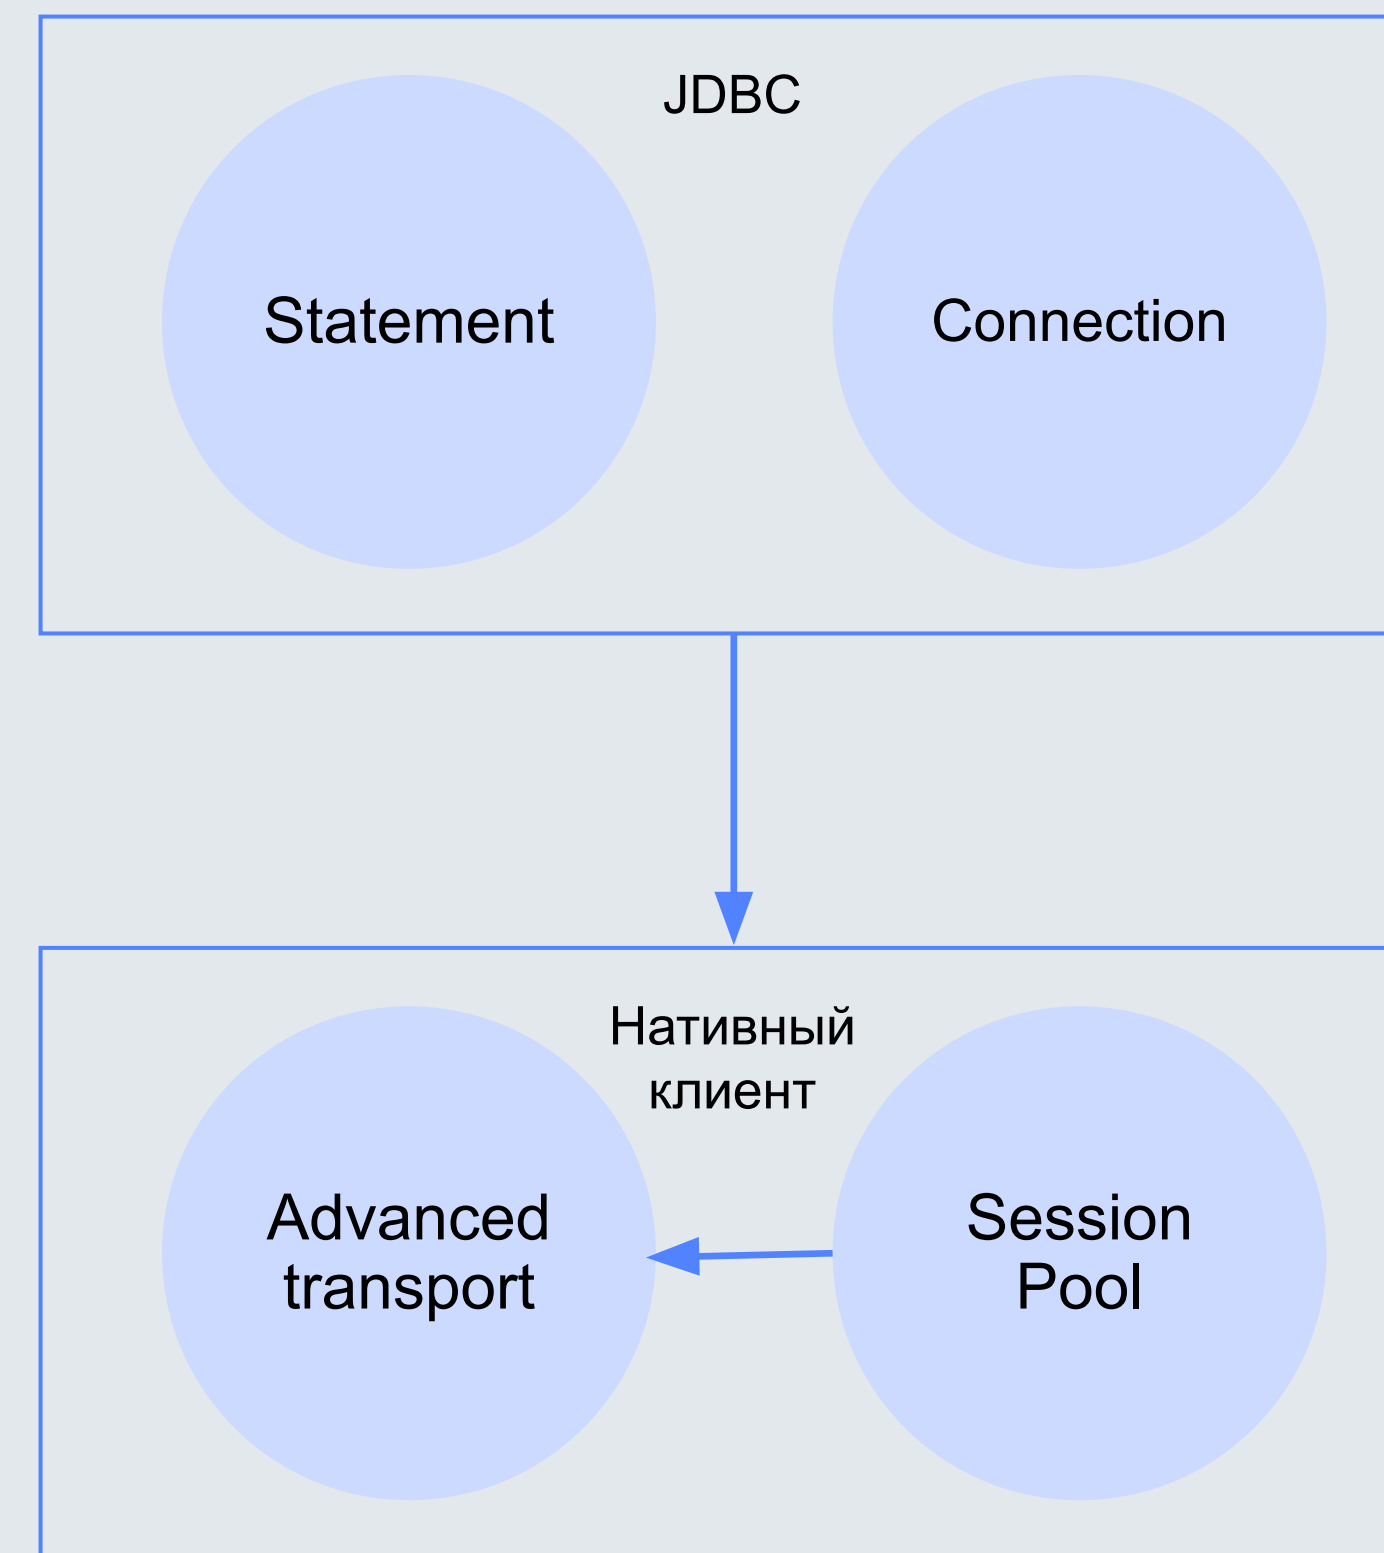 JDBC
Statement
Connection
Нативный
клиент
Advanced
transport
Session
Pool